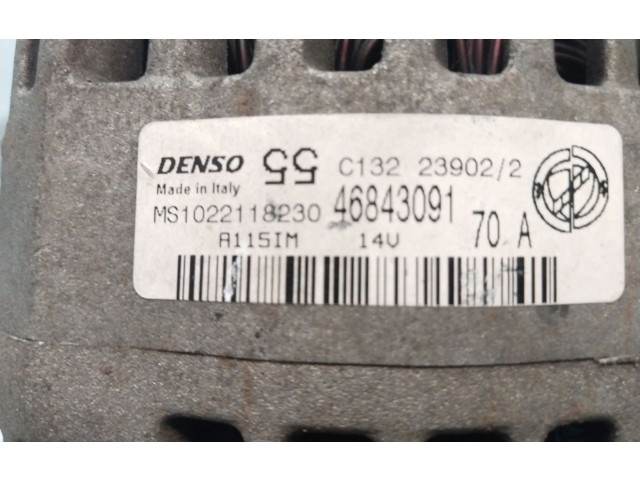 DENSO 55 C132 23902/2
Made in Italy
MS1022118230 46843091
A115IM 14V 70 A